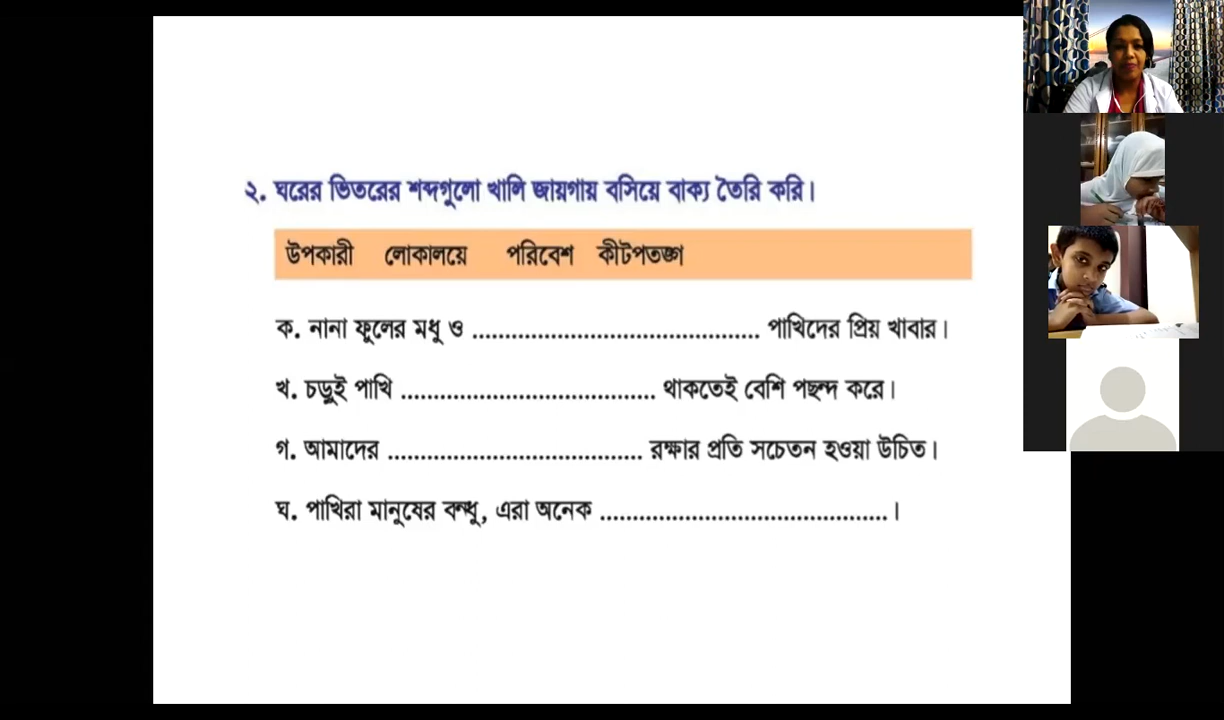 ২. ঘরের ভিতরের শব্দগুলো খালি জায়গায় বসিয়ে বাক্য তৈরি করি।
উপকারী লোকালয়ে পরিবেশ কীটপতঙ্গ
ক. নানা ফুলের মধু ও ............................................ পাখিদের প্রিয় খাবার।
খ. চড়ুই পাখি ....................................... থাকতেই বেশি পছন্দ করে।
গ. আমাদের ....................................... রক্ষার প্রতি সচেতন হওয়া উচিত।
ঘ. পাখিরা মানুষের বন্ধু, এরা অনেক ............................................।